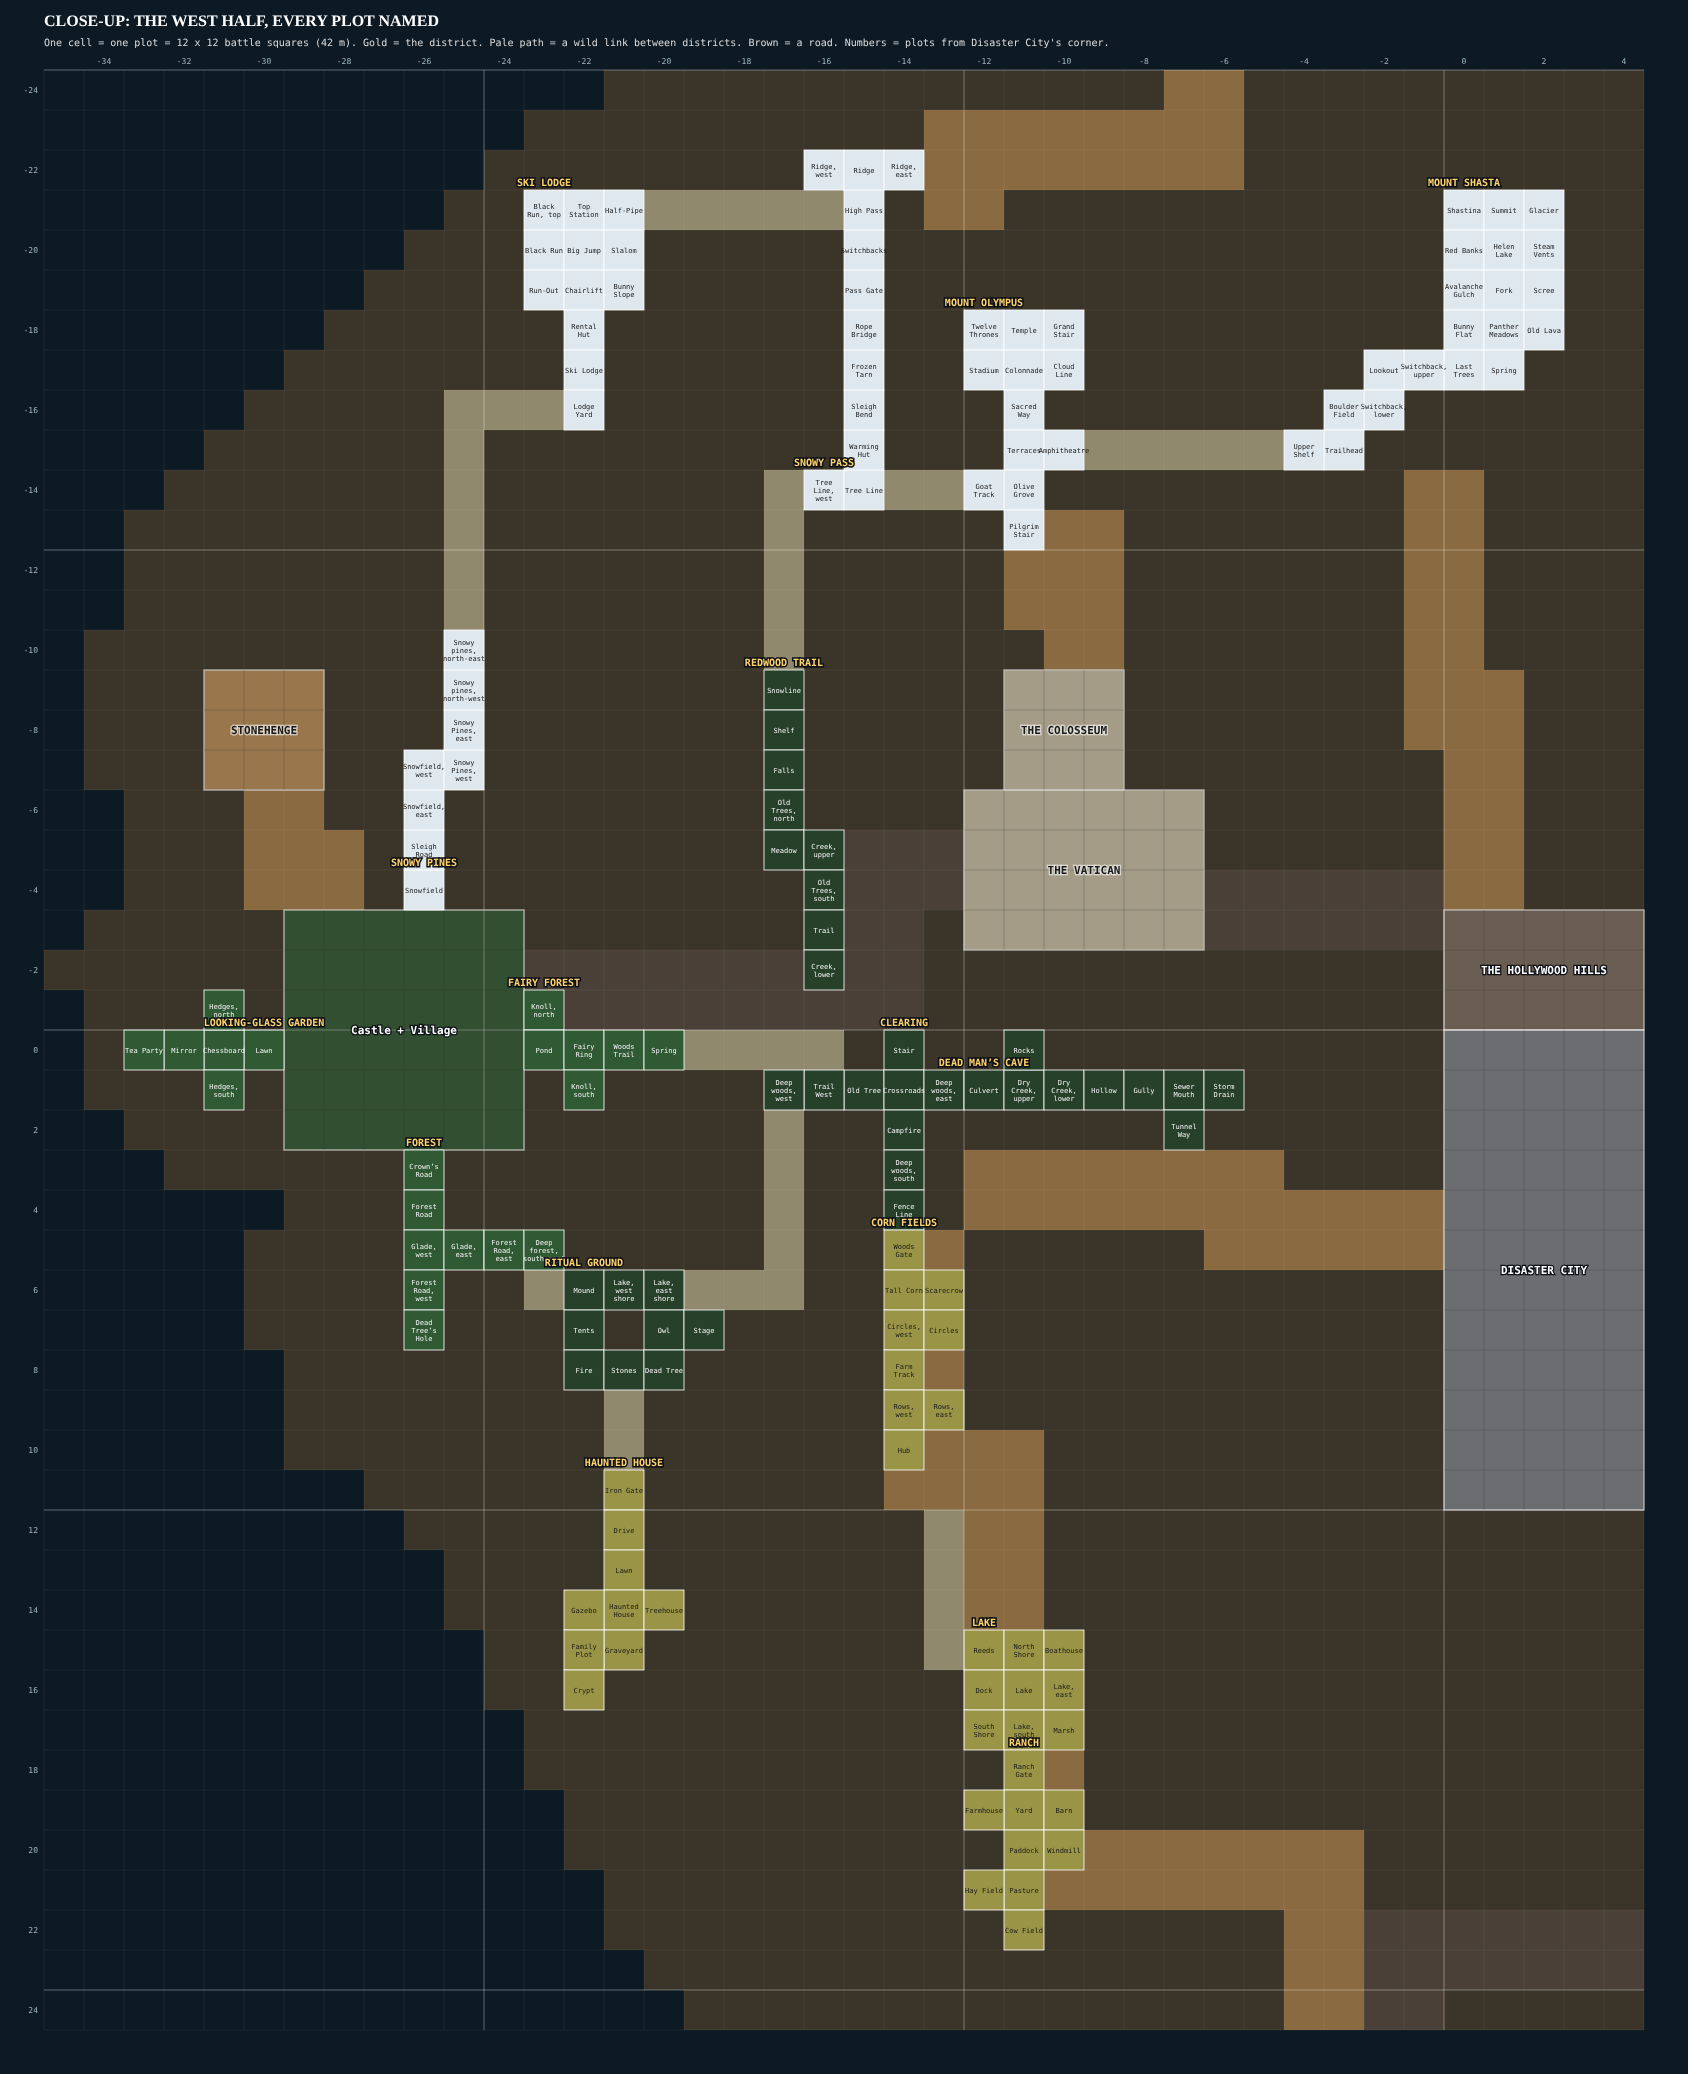 CLOSE-UP: THE WEST HALF, EVERY PLOT NAMED
One cell = one plot = 12 x 12 battle squares (42 m). Gold = the district. Pale path = a wild link between districts. Brown = a road. Numbers = plots from Disaster City's corner.
-34 -32 -30 -28 -26 -24 -22 -20 -18 -16 -14 -12 -10 -8 -6 -4 -2 0 2 4
-24
-22
Ridge, west
Ridge
Ridge, east
SKI LODGE
MOUNT SHASTA
Black Run, top
Top Station
Half-Pipe
High Pass
Shastina
Summit
Glacier
-20
Black Run
Big Jump
Slalom
Switchbacks
Red Banks
Helen Lake
Steam Vents
Run-Out
Chairlift
Bunny Slope
Pass Gate
Avalanche Gulch
Fork
Scree
MOUNT OLYMPUS
-18
Rental Hut
Rope Bridge
Twelve Thrones
Temple
Grand Stair
Bunny Flat
Panther Meadows
Old Lava
Ski Lodge
Frozen Tarn
Stadium
Colonnade
Cloud Line
Lookout
Switchback, upper
Last Trees
Spring
-16
Lodge Yard
Sleigh Bend
Sacred Way
Boulder Field
Switchback, lower
Warming Hut
Terraces
Amphitheatre
Upper Shelf
Trailhead
SNOWY PASS
-14
Tree Line, west
Tree Line
Goat Track
Olive Grove
Pilgrim Stair
-12
-10
Snowy pines, north-east
REDWOOD TRAIL
Snowy pines, north-west
Snowline
-8
STONEHENGE
Snowy Pines, east
Shelf
THE COLOSSEUM
Snowfield, west
Snowy Pines, west
Falls
-6
Snowfield, east
Old Trees, north
Sleigh Road
Meadow
Creek, upper
SNOWY PINES
THE VATICAN
-4
Snowfield
Old Trees, south
Trail
-2
Creek, lower
THE HOLLYWOOD HILLS
FAIRY FOREST
Hedges, north
Knoll, north
LOOKING-GLASS GARDEN
Castle + Village
CLEARING
0
Tea Party
Mirror
Chessboard
Lawn
Pond
Fairy Ring
Woods Trail
Spring
Stair
Rocks
DEAD MAN'S CAVE
Hedges, south
Knoll, south
Deep woods, west
Trail West
Old Tree
Crossroads
Deep woods, east
Culvert
Dry Creek, upper
Dry Creek, lower
Hollow
Gully
Sewer Mouth
Storm Drain
2
Campfire
Tunnel Way
FOREST
Crown's Road
Deep woods, south
4
Forest Road
Fence Line
CORN FIELDS
Glade, west
Glade, east
Forest Road, east
Deep forest, south
Woods Gate
RITUAL GROUND
DISASTER CITY
6
Forest Road, west
Mound
Lake, west shore
Lake, east shore
Tall Corn
Scarecrow
Dead Tree's Hole
Tents
Owl
Stage
Circles, west
Circles
8
Fire
Stones
Dead Tree
Farm Track
Rows, west
Rows, east
10
Hub
HAUNTED HOUSE
Iron Gate
12
Drive
Lawn
14
Gazebo
Haunted House
Treehouse
LAKE
Family Plot
Graveyard
Reeds
North Shore
Boathouse
16
Crypt
Dock
Lake
Lake, east
South Shore
Lake, south
Marsh
RANCH
18
Ranch Gate
Farmhouse
Yard
Barn
20
Paddock
Windmill
Hay Field
Pasture
22
Cow Field
24